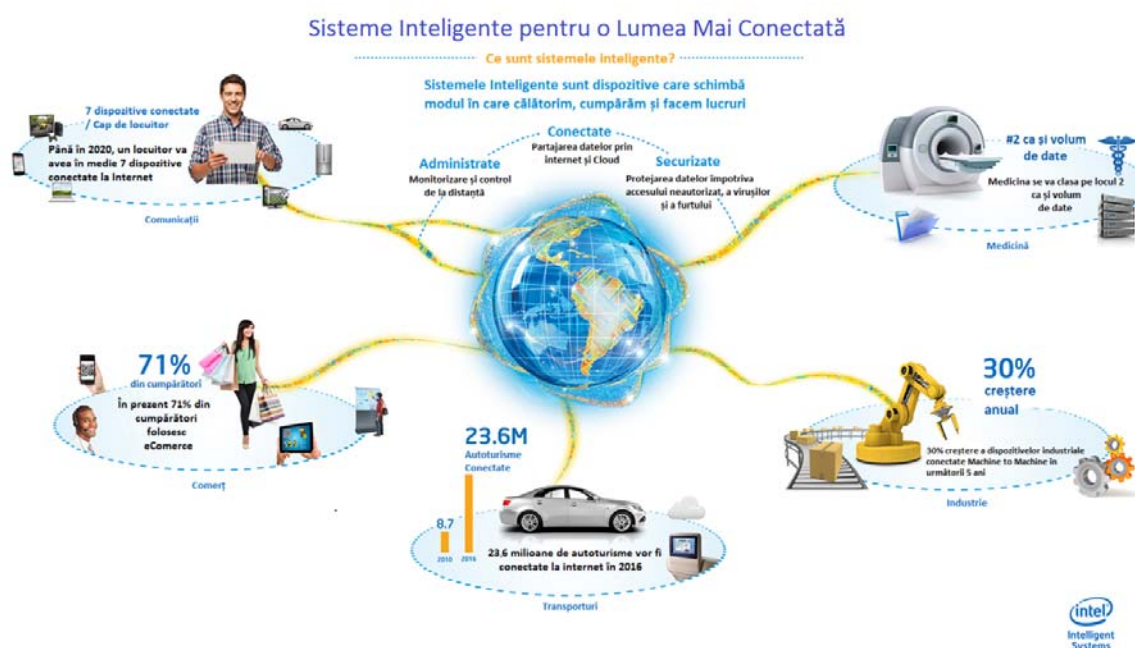 Sisteme Inteligente pentru o Lumea Mai Conectată
Ce sunt sistemele inteligente?
Sistemele Inteligente sunt dispozitive care schimbă
modul în care călătorim, cumpărăm și facem lucruri
Conectate
Partajarea datelor prin
internet și Cloud
Administrate
Monitorizare și control
de la distanță
Securizate
Protejarea datelor împotriva
accesului neautorizat, a virușilor
și a furtului
7 dispozitive conectate
/ Cap de locuitor
Până în 2020, un locuitor va
avea în medie 7 dispozitive
conectate la Internet
Comunicații
#2 ca și volum
de date
Medicina se va clasa pe locul 2
ca și volum
de date
Medicină
71%
din cumpărători
În prezent 71% din
cumpărători
folosesc
eComerce
Comerț
23.6M
Autoturisme
Conectate
8.7
2010
2016
23,6 milioane de autoturisme vor fi
conectate la internet în 2016
Transporturi
30%
creștere
anual
30% creștere a dispozitivelor industriale
conectate Machine to Machine în
următorii 5 ani
Industrie
intel
Intelligent
Systems